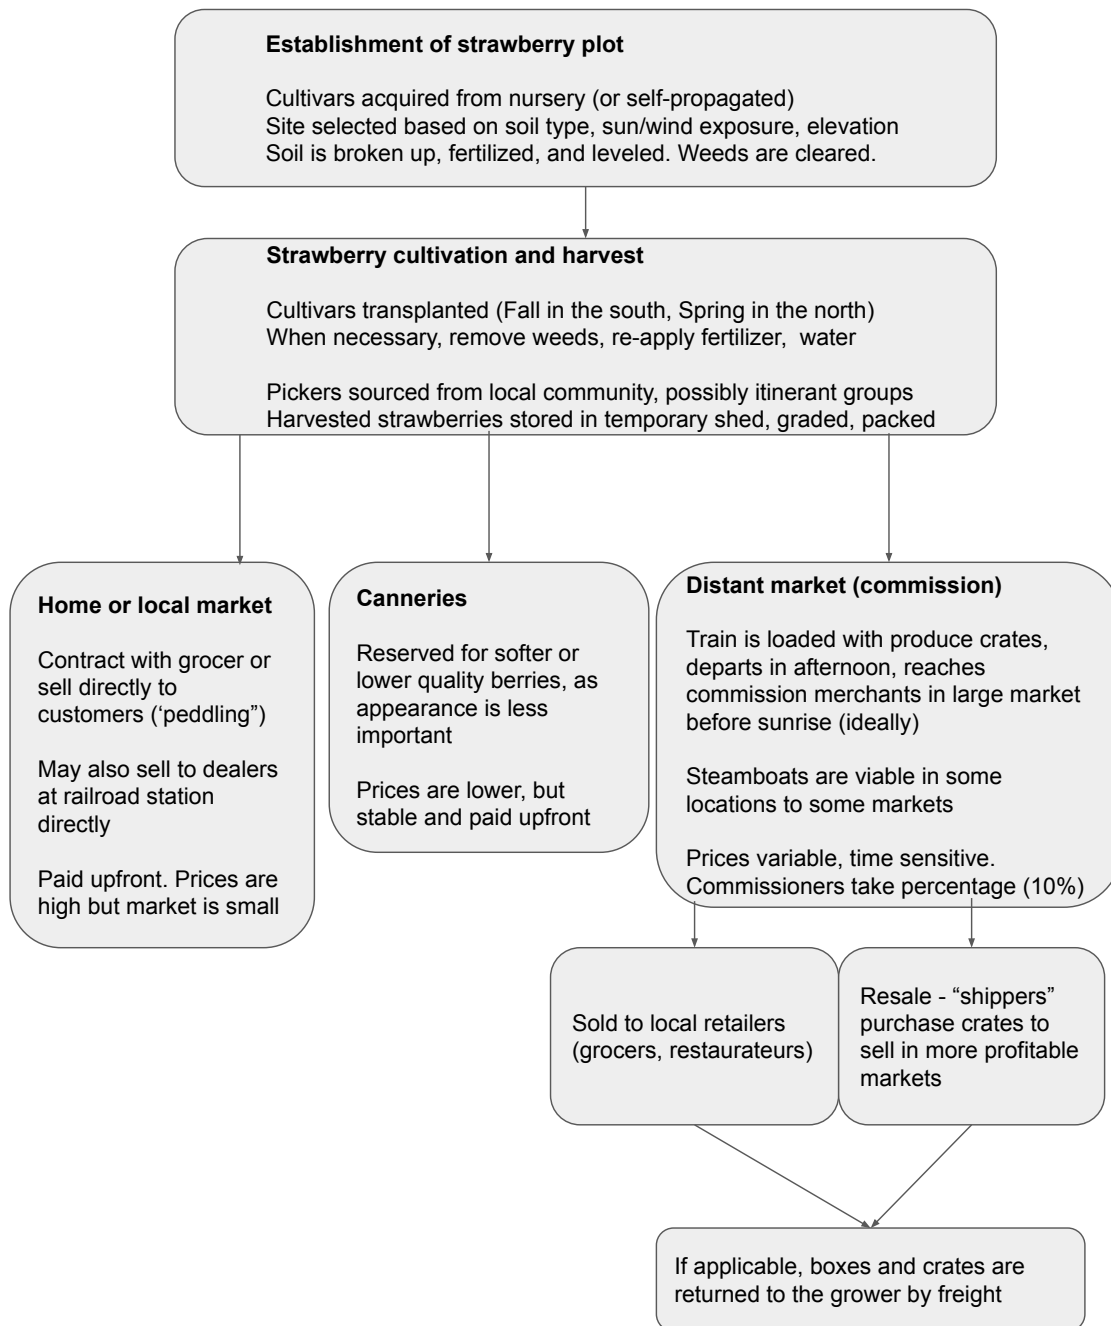 Establishment of strawberry plot
Cultivars acquired from nursery (or self-propagated)
Site selected based on soil type, sun/wind exposure, elevation
Soil is broken up, fertilized, and leveled. Weeds are cleared.
Strawberry cultivation and harvest
Cultivars transplanted (Fall in the south, Spring in the north)
When necessary, remove weeds, re-apply fertilizer,  water
Pickers sourced from local community, possibly itinerant groups
Harvested strawberries stored in temporary shed, graded, packed
Home or local market
Contract with grocer or
sell directly to
customers (‘peddling”)
May also sell to dealers
at railroad station
directly
Paid upfront. Prices are
high but market is small
Canneries
Reserved for softer or
lower quality berries, as
appearance is less
important
Prices are lower, but
stable and paid upfront
Distant market (commission)
Train is loaded with produce crates,
departs in afternoon, reaches
commission merchants in large market
before sunrise (ideally)
Steamboats are viable in some
locations to some markets
Prices variable, time sensitive.
Commissioners take percentage (10%)
Sold to local retailers
(grocers, restaurateurs)
Resale - “shippers”
purchase crates to
sell in more profitable
markets
If applicable, boxes and crates are
returned to the grower by freight